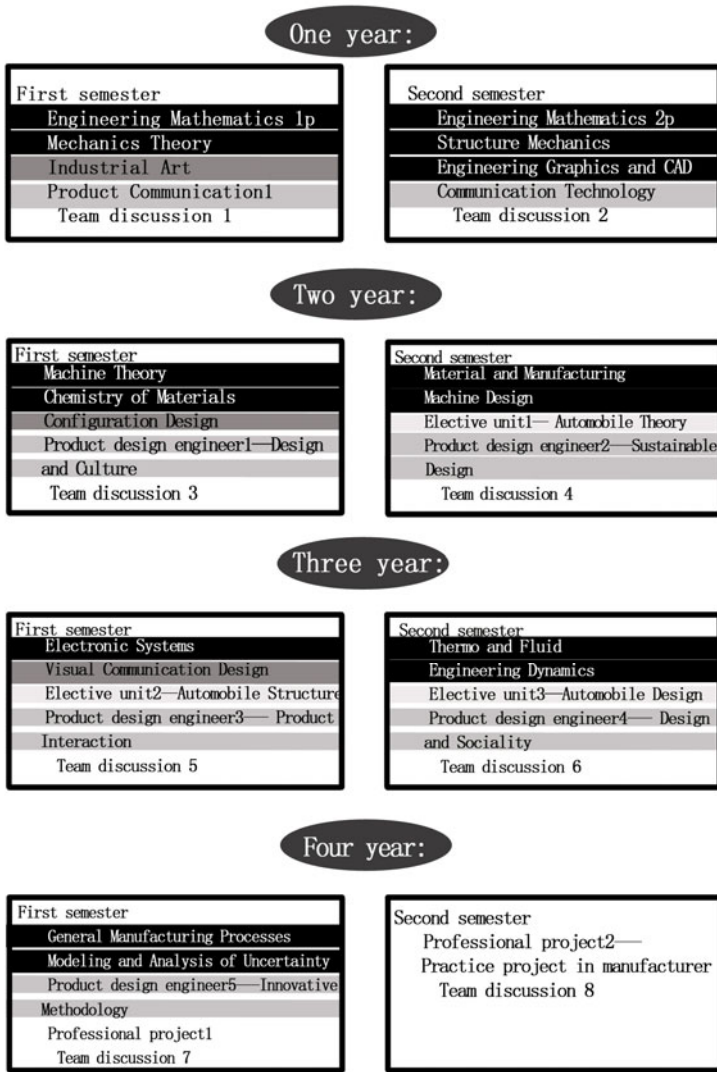 One year:
First semester
Engineering Mathematics 1p
Mechanics Theory
Industrial Art
Product Communication1
Team discussion 1
Second semester
Engineering Mathematics 2p
Structure Mechanics
Engineering Graphics and CAD
Communication Technology
Team discussion 2
Two year:
First semester
Machine Theory
Chemistry of Materials
Configuration Design
Product design engineer1—Design
and Culture
Team discussion 3
Second semester
Material and Manufacturing
Machine Design
Elective unit1— Automobile Theory
Product design engineer2——Sustainable
Design
Team discussion 4
Three year:
First semester
Electronic Systems
Visual Communication Design
Elective unit2—Automobile Structure
Product design engineer3—— Product
Interaction
Team discussion 5
Second semester
Thermo and Fluid
Engineering Dynamics
Elective unit3—Automobile Design
Product design engineer4—— Design
and Sociality
Team discussion 6
Four year:
First semester
General Manufacturing Processes
Modeling and Analysis of Uncertainty
Product design engineer5——Innovative
Methodology
Professional project1
Team discussion 7
Second semester
Professional project2——
Practice project in manufacturer
Team discussion 8